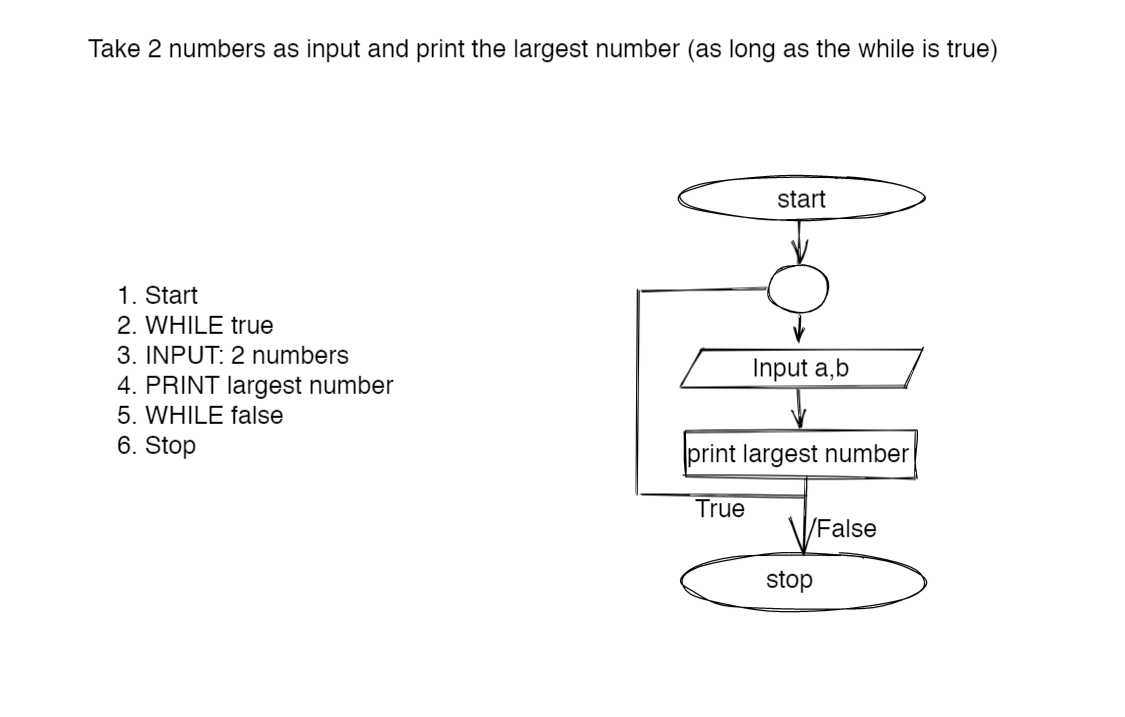 Take 2 numbers as input and print the largest number (as long as the while is true)
1. Start
2. WHILE true
3. INPUT: 2 numbers
4. PRINT largest number
5. WHILE false
6. Stop
start
Input a,b
print largest number
True
False
stop